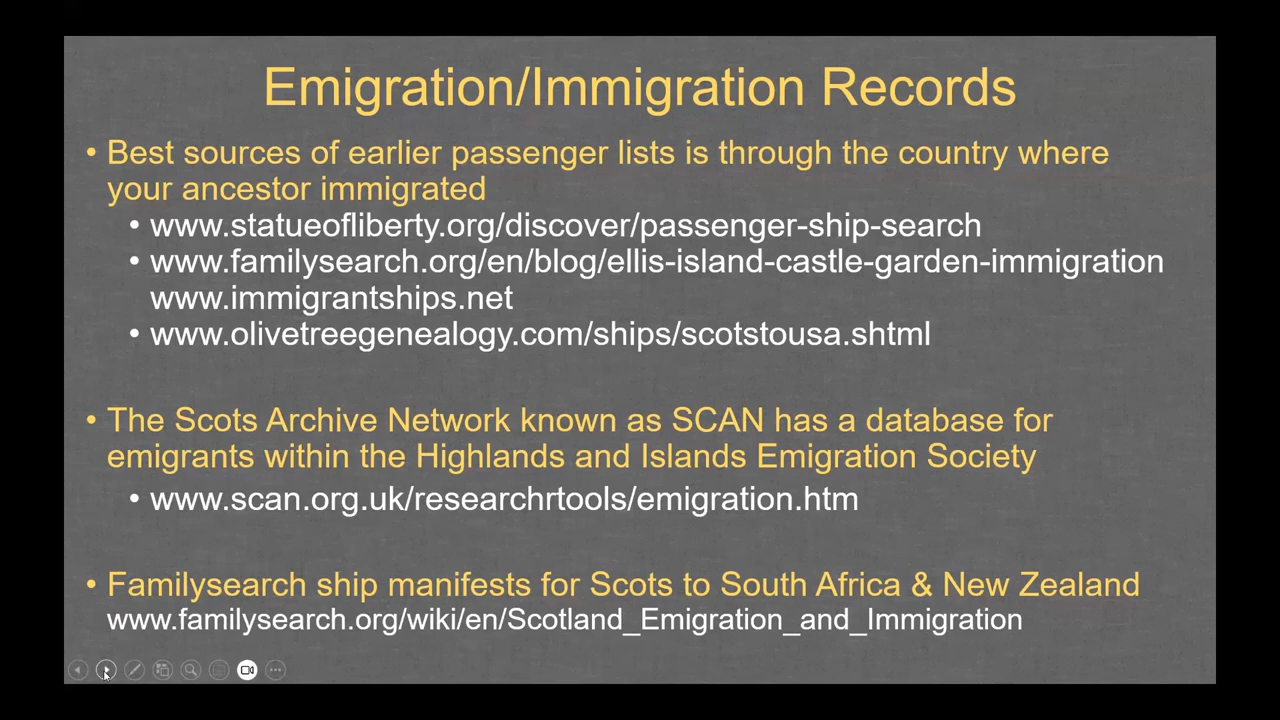 Emigration/Immigration Records
• Best sources of earlier passenger lists is through the country where
your ancestor immigrated
• www.statueofliberty.org/discover/passenger-ship-search
• www.familysearch.org/en/blog/ellis-island-castle-garden-immigration
www.immigrantships.net
• www.olivetreegenealogy.com/ships/scotstousa.shtml
• The Scots Archive Network known as SCAN has a database for
emigrants within the Highlands and Islands Emigration Society
• www.scan.org.uk/researchrtools/emigration.htm
• Familysearch ship manifests for Scots to South Africa & New Zealand
www.familysearch.org/wiki/en/Scotland_Emigration_and_Immigration